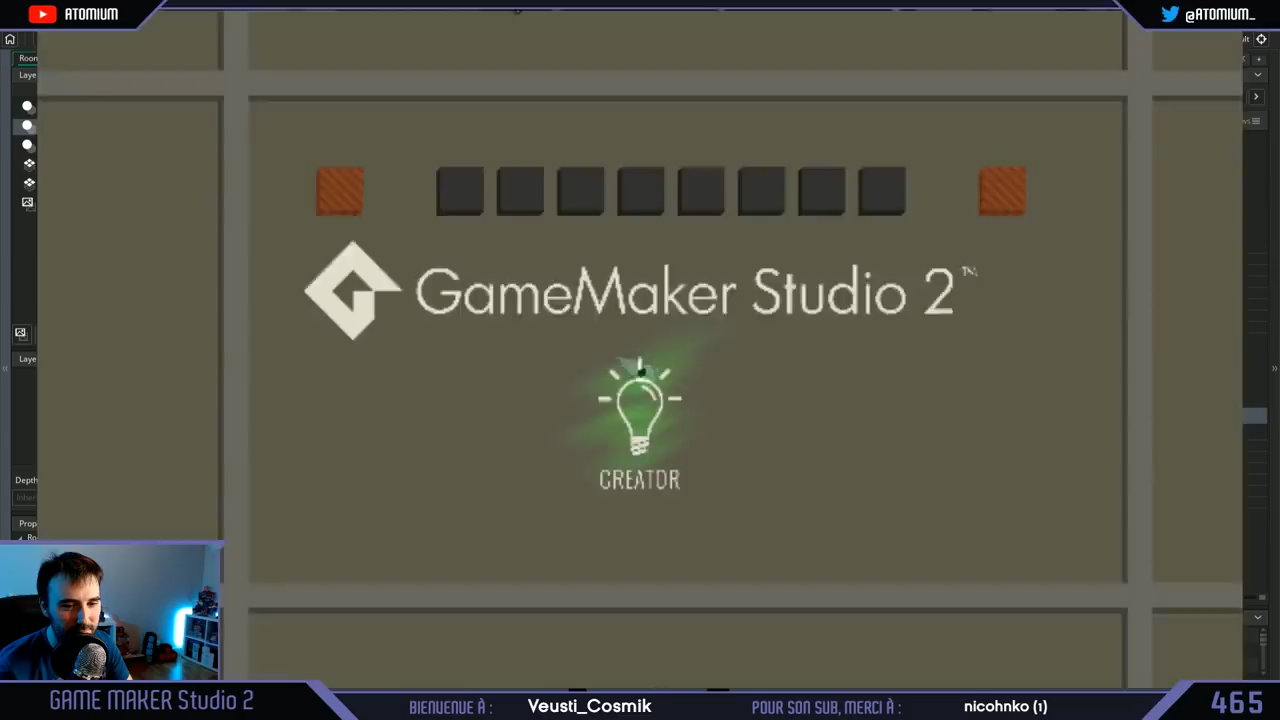 ATOMIUM
@ATOMIUM_
Room
Laye
GameMaker Studio 2™
CREATOR
Laye
Depth
Prop
Ro
GAME MAKER Studio 2
BIENVENUE À :
Veusti_Cosmik
POUR SON SUB, MERCI À :
nicohnko (1)
465